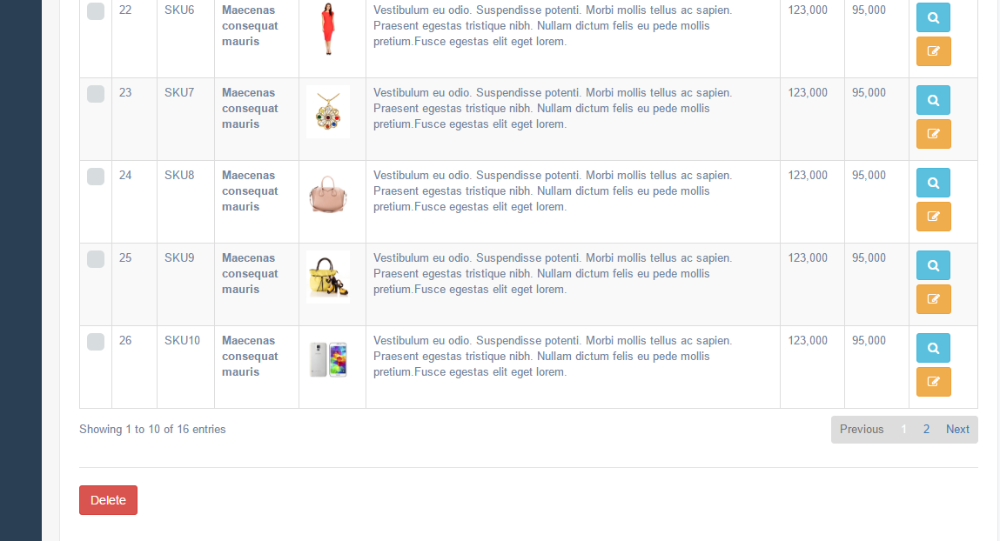 22 SKU6 Maecenas Vestibulum eu odio. Suspendisse potenti. Morbi mollis tellus ac sapien. 123,000 95,000
consequat Praesent egestas tristique nibh. Nullam dictum felis eu pede mollis
mauris pretium.Fusce egestas elit eget lorem.
23 SKU7 Maecenas Vestibulum eu odio. Suspendisse potenti. Morbi mollis tellus ac sapien. 123,000 95,000
consequat Praesent egestas tristique nibh. Nullam dictum felis eu pede mollis
mauris pretium.Fusce egestas elit eget lorem.
24 SKU8 Maecenas Vestibulum eu odio. Suspendisse potenti. Morbi mollis tellus ac sapien. 123,000 95,000
consequat Praesent egestas tristique nibh. Nullam dictum felis eu pede mollis
mauris pretium.Fusce egestas elit eget lorem.
25 SKU9 Maecenas Vestibulum eu odio. Suspendisse potenti. Morbi mollis tellus ac sapien. 123,000 95,000
consequat Praesent egestas tristique nibh. Nullam dictum felis eu pede mollis
mauris pretium.Fusce egestas elit eget lorem.
26 SKU10 Maecenas Vestibulum eu odio. Suspendisse potenti. Morbi mollis tellus ac sapien. 123,000 95,000
consequat Praesent egestas tristique nibh. Nullam dictum felis eu pede mollis
mauris pretium.Fusce egestas elit eget lorem.
Showing 1 to 10 of 16 entries Previous 1 2 Next
Delete